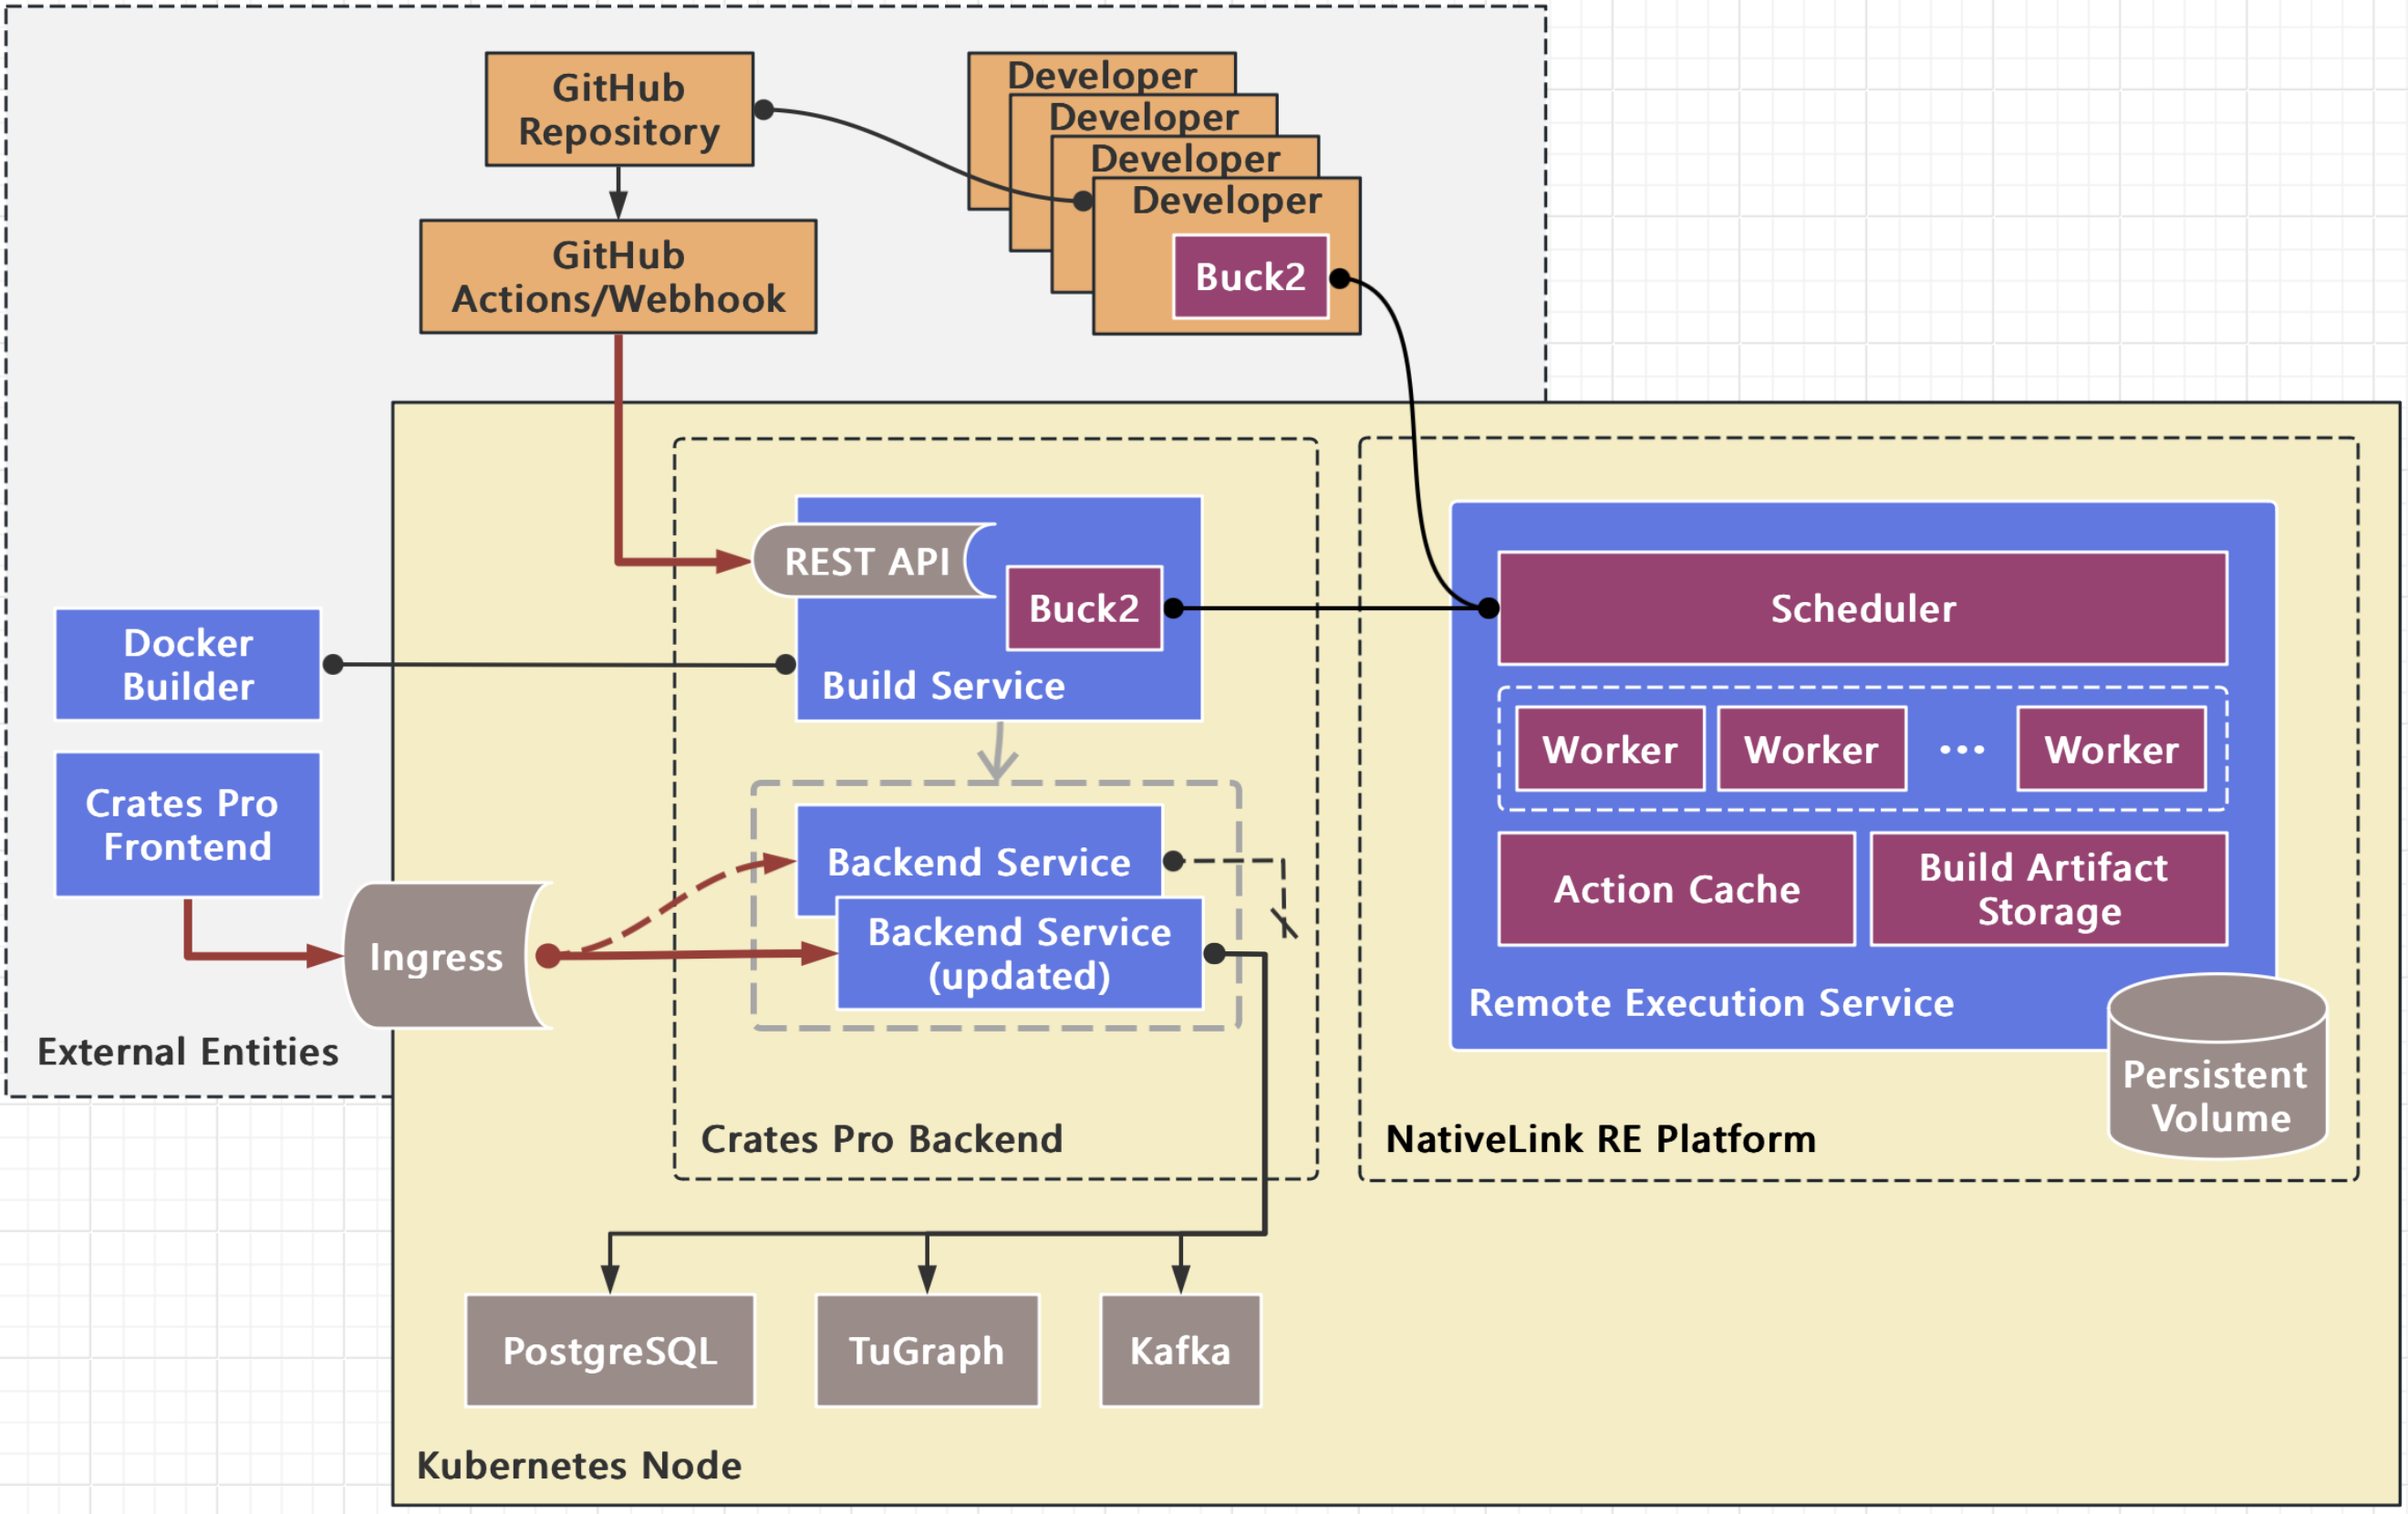 GitHub
Repository
Developer
Developer
Developer
Developer
Buck2
GitHub
Actions/Webhook
REST API
Buck2
Build Service
Docker
Builder
Crates Pro
Frontend
Ingress
External Entities
Backend Service
Backend Service
(updated)
Crates Pro Backend
Scheduler
Worker
Worker
...
Worker
Action Cache
Build Artifact
Storage
Remote Execution Service
Persistent
Volume
NativeLink RE Platform
PostgreSQL
TuGraph
Kafka
Kubernetes Node